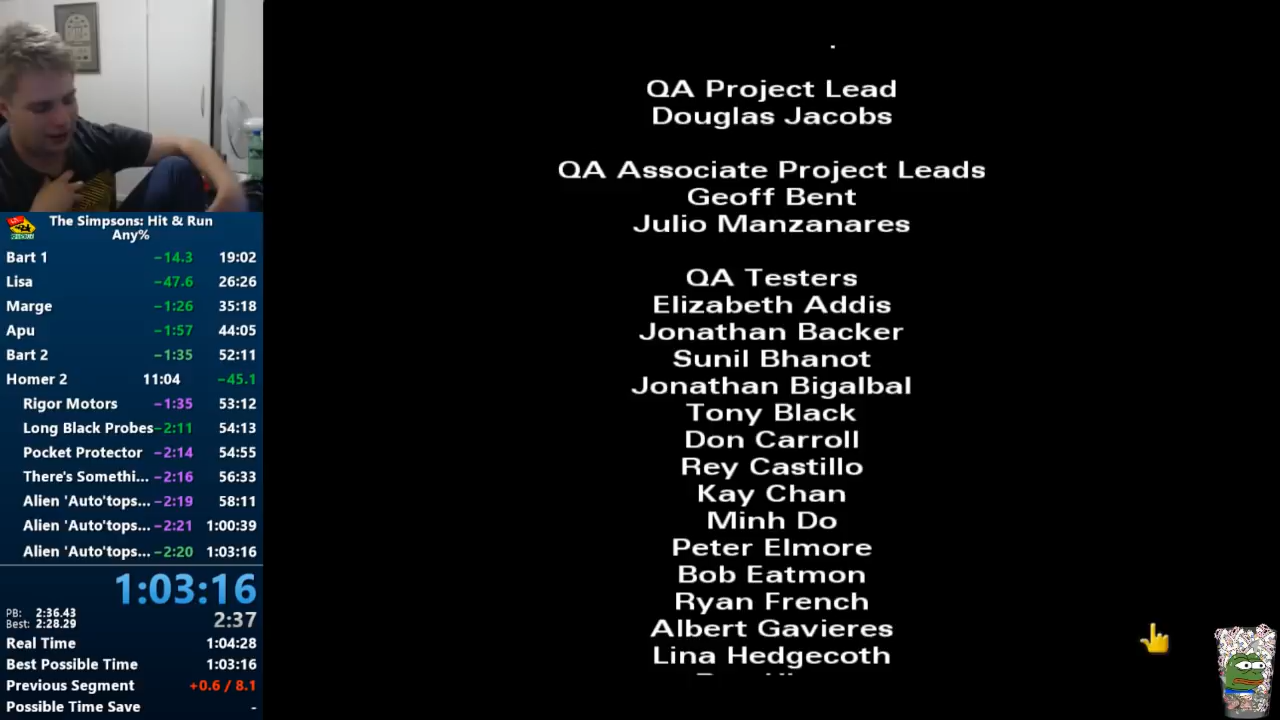 The Simpsons: Hit & Run
Any%
Bart 1 −14.3 19:02
Lisa −47.6 26:26
Marge −1:26 35:18
Apu −1:57 44:05
Bart 2 −1:35 52:11
Homer 2 11:04 −45.1
Rigor Motors −1:35 53:12
Long Black Probes −2:11 54:13
Pocket Protector −2:14 54:55
There's Somethi... −2:16 56:33
Alien 'Auto'tops... −2:19 58:11
Alien 'Auto'tops... −2:21 1:00:39
Alien 'Auto'tops... −2:20 1:03:16
1:03:16
PB: 2:36.43
Best: 2:28.29
2:37
Real Time 1:04:28
Best Possible Time 1:03:16
Previous Segment +0.6 / 8.1
Possible Time Save -
QA Project Lead
Douglas Jacobs
QA Associate Project Leads
Geoff Bent
Julio Manzanares
QA Testers
Elizabeth Addis
Jonathan Backer
Sunil Bhanot
Jonathan Bigalbal
Tony Black
Don Carroll
Rey Castillo
Kay Chan
Minh Do
Peter Elmore
Bob Eatmon
Ryan French
Albert Gavieres
Lina Hedgecoth